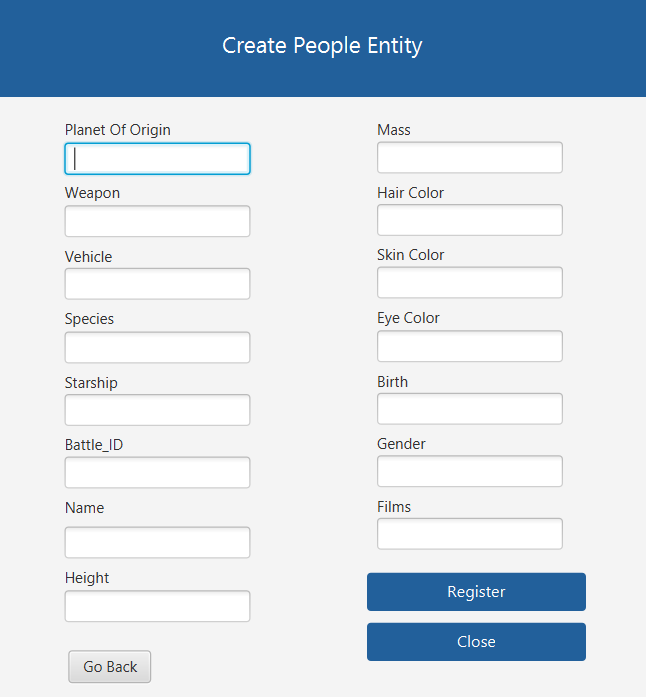 Create People Entity
Planet Of Origin
Weapon
Vehicle
Species
Starship
Battle_ID
Name
Height
Go Back
Mass
Hair Color
Skin Color
Eye Color
Birth
Gender
Films
Register
Close